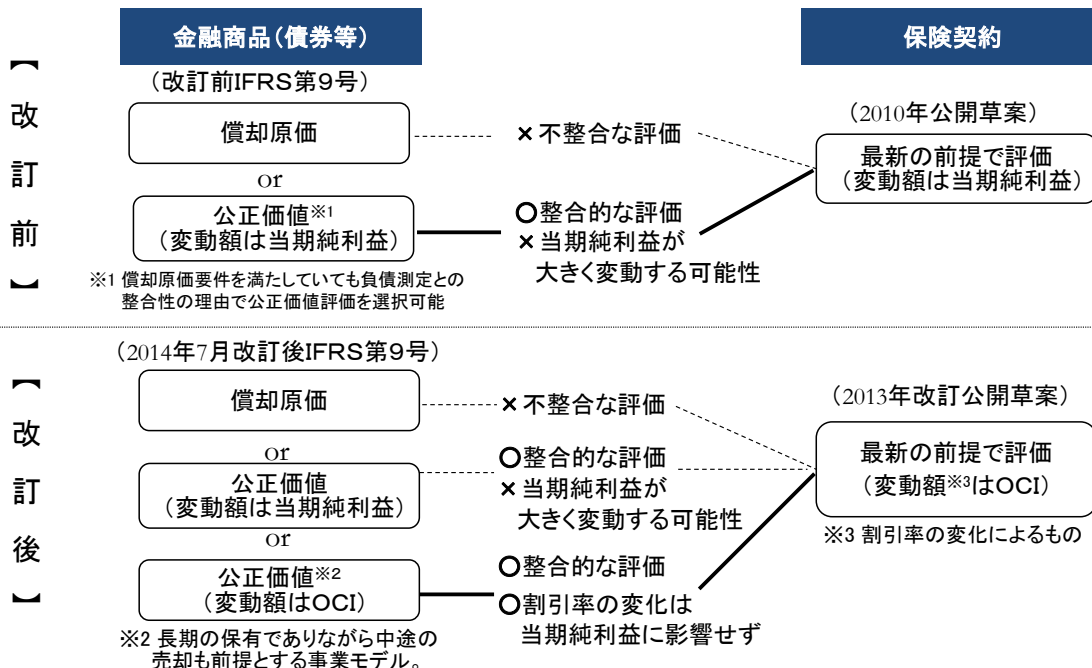 金融商品(債券等)
保険契約
【改訂前】
(改訂前IFRS第9号)
償却原価
or
公正価値※1
(変動額は当期純利益)
※1 償却原価要件を満たしていても負債測定との
整合性の理由で公正価値評価を選択可能
×不整合な評価
○整合的な評価
×当期純利益が
大きく変動する可能性
(2010年公開草案)
最新の前提で評価
(変動額は当期純利益)
【改訂後】
(2014年7月改訂後IFRS第9号)
償却原価
or
公正価値
(変動額は当期純利益)
or
公正価値※2
(変動額はOCI)
※2 長期の保有でありながら中途の
売却も前提とする事業モデル。
×不整合な評価
○整合的な評価
×当期純利益が
大きく変動する可能性
○整合的な評価
○割引率の変化は
当期純利益に影響せず
(2013年改訂公開草案)
最新の前提で評価
(変動額※3はOCI)
※3 割引率の変化によるもの